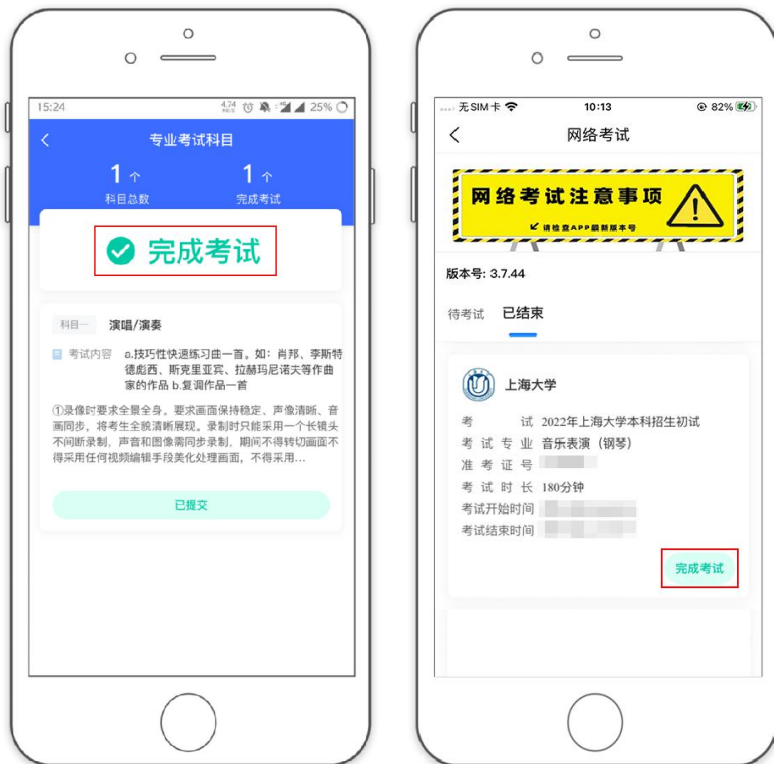 15:24
4.74
25%
专业考试科目
1 个
1 个
科目总数
完成考试
完成考试
科目一
演唱/演奏
考试内容
a.技巧性快速练习曲一首。如：肖邦、李斯特
德彪西、斯克里亚宾、拉赫玛尼诺夫等作曲
家的作品 b.复调作品一首
①录像时要求全景全身。要求画面保持稳定、声像清晰、音
画同步，将考生全貌清晰展现。录制时只能采用一个长镜头
不间断录制，声音和图像需同步录制，期间不得转切画面不
得采用任何视频编辑手段美化处理画面，不得采用...
已提交
无SIM卡
10:13
82%
网络考试
网络考试注意事项
请检查APP最新版本号
版本号: 3.7.44
待考试
已结束
上海大学
考试 2022年上海大学本科招生初试
考试专业 音乐表演（钢琴）
准考证号
考试时长 180分钟
考试开始时间
考试结束时间
完成考试